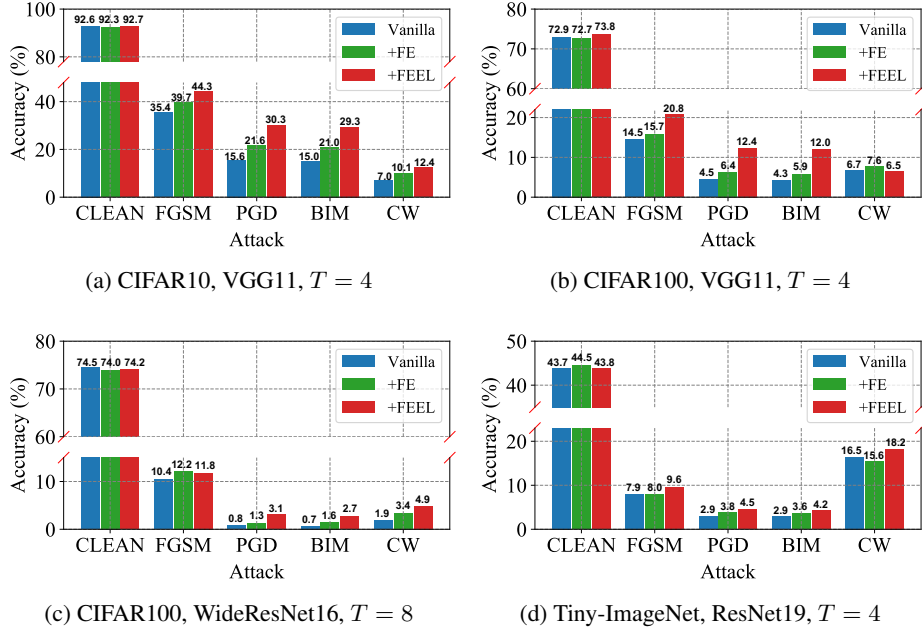 100
80
40
20
0
Accuracy (%)
92.6 92.3 92.7
35.4 39.7 44.3
15.6 21.6 30.3
15.0 21.0 29.3
7.0 10.1 12.4
Vanilla
+FE
+FEEL
CLEAN FGSM PGD BIM CW
Attack
(a) CIFAR10, VGG11, T = 4
80
70
60
20
10
0
Accuracy (%)
72.9 72.7 73.8
14.5 15.7 20.8
4.5 6.4 12.4
4.3 5.9 12.0
6.7 7.6 6.5
Vanilla
+FE
+FEEL
CLEAN FGSM PGD BIM CW
Attack
(b) CIFAR100, VGG11, T = 4
80
60
10
0
Accuracy (%)
74.5 74.0 74.2
10.4 12.2 11.8
0.8 1.3 3.1
0.7 1.6 2.7
1.9 3.4 4.9
Vanilla
+FE
+FEEL
CLEAN FGSM PGD BIM CW
Attack
(c) CIFAR100, WideResNet16, T = 8
50
40
20
10
0
Accuracy (%)
43.7 44.5 43.8
7.9 8.0 9.6
2.9 3.8 4.5
2.9 3.6 4.2
16.5 15.6 18.2
Vanilla
+FE
+FEEL
CLEAN FGSM PGD BIM CW
Attack
(d) Tiny-ImageNet, ResNet19, T = 4